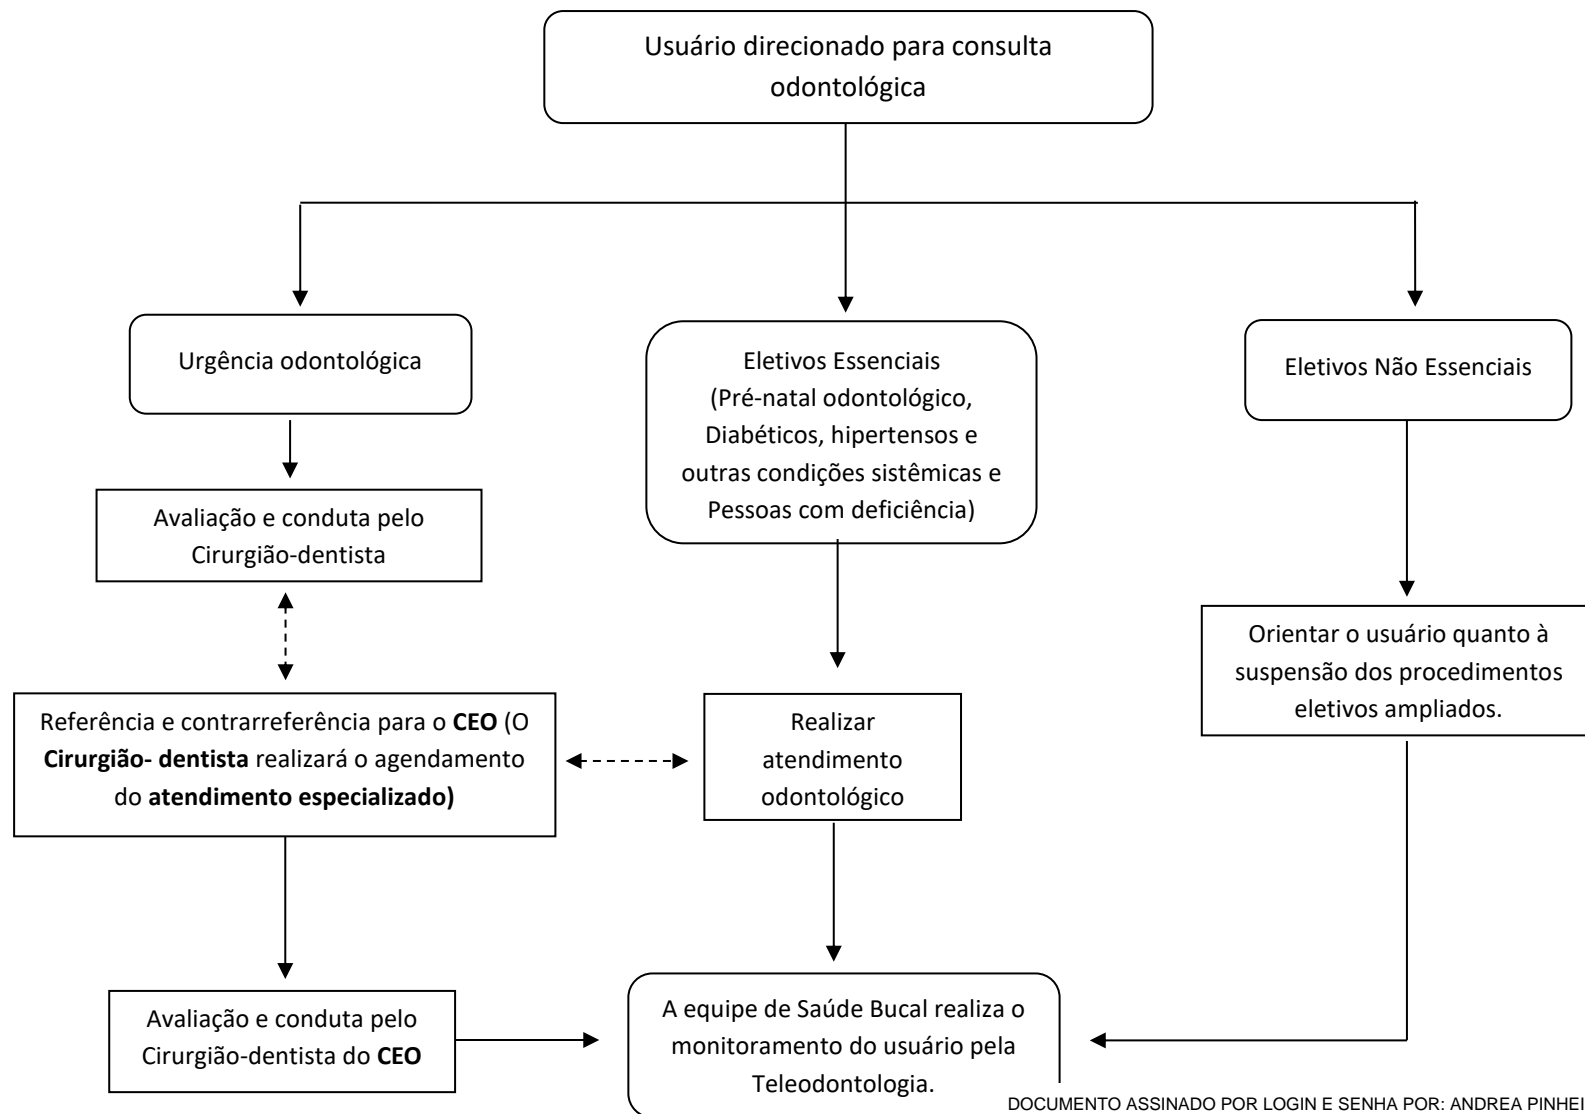 Usuário direcionado para consulta
odontológica
Urgência odontológica
Eletivos Essenciais
(Pré-natal odontológico,
Diabéticos, hipertensos e
outras condições sistêmicas e
Pessoas com deficiência)
Eletivos Não Essenciais
Avaliação e conduta pelo
Cirurgião-dentista
Orientar o usuário quanto à
suspensão dos procedimentos
eletivos ampliados.
Referência e contrarreferência para o CEO (O
Cirurgião- dentista realizará o agendamento
do atendimento especializado)
Realizar
atendimento
odontológico
Avaliação e conduta pelo
Cirurgião-dentista do CEO
A equipe de Saúde Bucal realiza o
monitoramento do usuário pela
Teleodontologia.
DOCUMENTO ASSINADO POR LOGIN E SENHA POR: ANDREA PINHEI